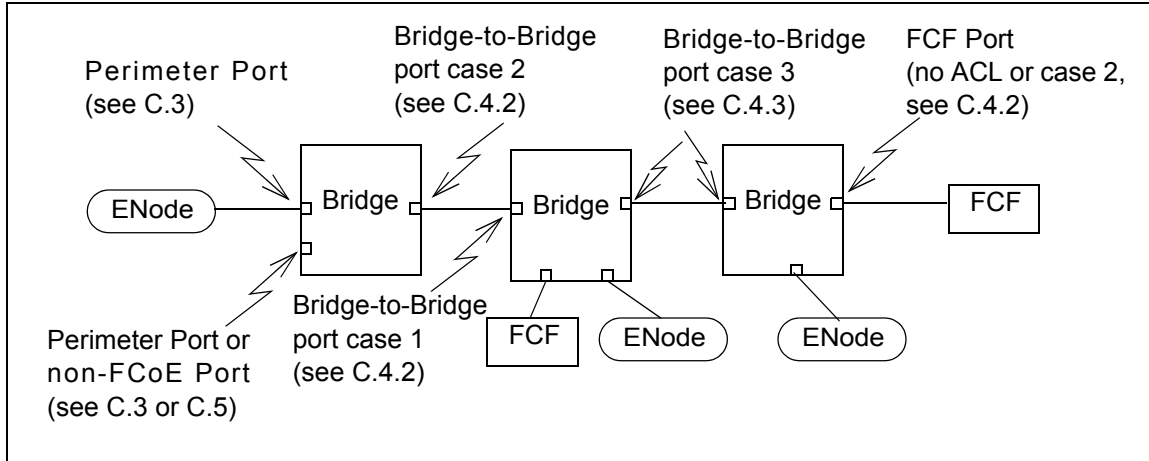 Perimeter Port
(see C.3)
Bridge-to-Bridge
port case 2
(see C.4.2)
Bridge-to-Bridge
port case 3
(see C.4.3)
FCF Port
(no ACL or case 2,
see C.4.2)
ENode
Bridge
Bridge
Bridge
FCF
Perimeter Port or
non-FCoE Port
(see C.3 or C.5)
Bridge-to-Bridge
port case 1
(see C.4.2)
FCF
ENode
ENode